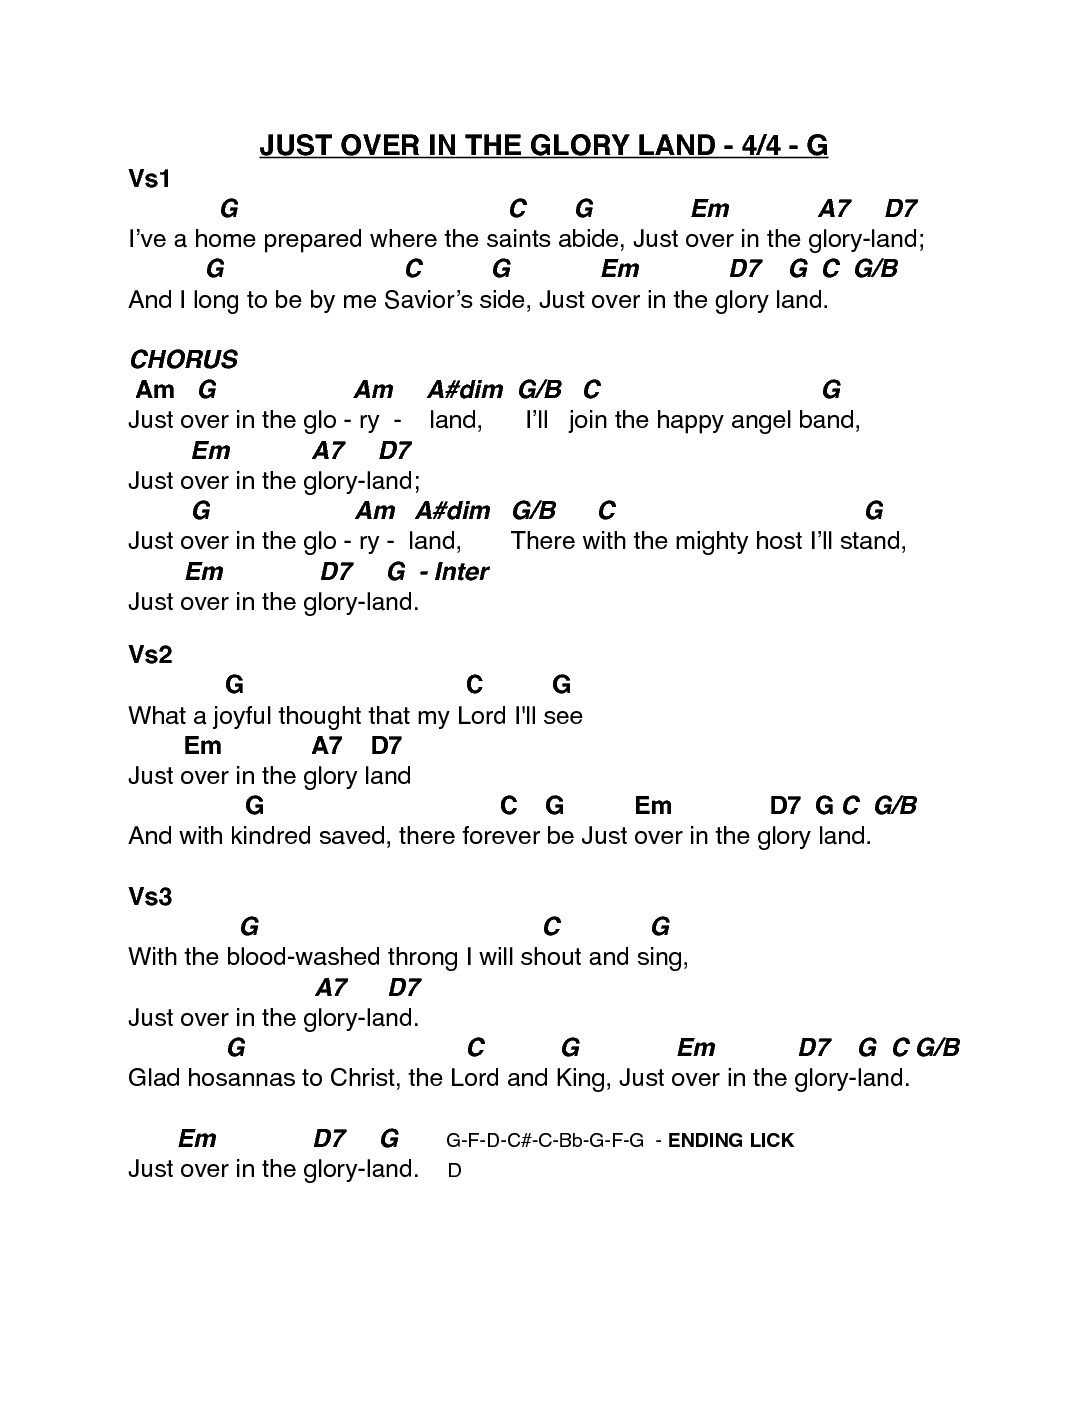 JUST OVER IN THE GLORY LAND - 4/4 - G
Vs1
G C G Em A7 D7
I’ve a home prepared where the saints abide, Just over in the glory-land;
G C G Em D7 G C G/B
And I long to be by me Savior’s side, Just over in the glory land.
CHORUS
Am G Am A#dim G/B C G
Just over in the glo - ry - land, I’ll join the happy angel band,
Em A7 D7
Just over in the glory-land;
G Am A#dim G/B C G
Just over in the glo - ry - land, There with the mighty host I’ll stand,
Em D7 G - Inter
Just over in the glory-land.
Vs2
G C G
What a joyful thought that my Lord I'll see
Em A7 D7
Just over in the glory land
G C G Em D7 G C G/B
And with kindred saved, there forever be Just over in the glory land.
Vs3
G C G
With the blood-washed throng I will shout and sing,
A7 D7
Just over in the glory-land.
G C G Em D7 G C G/B
Glad hosannas to Christ, the Lord and King, Just over in the glory-land.
Em D7 G G-F-D-C#-C-Bb-G-F-G - ENDING LICK
Just over in the glory-land. D